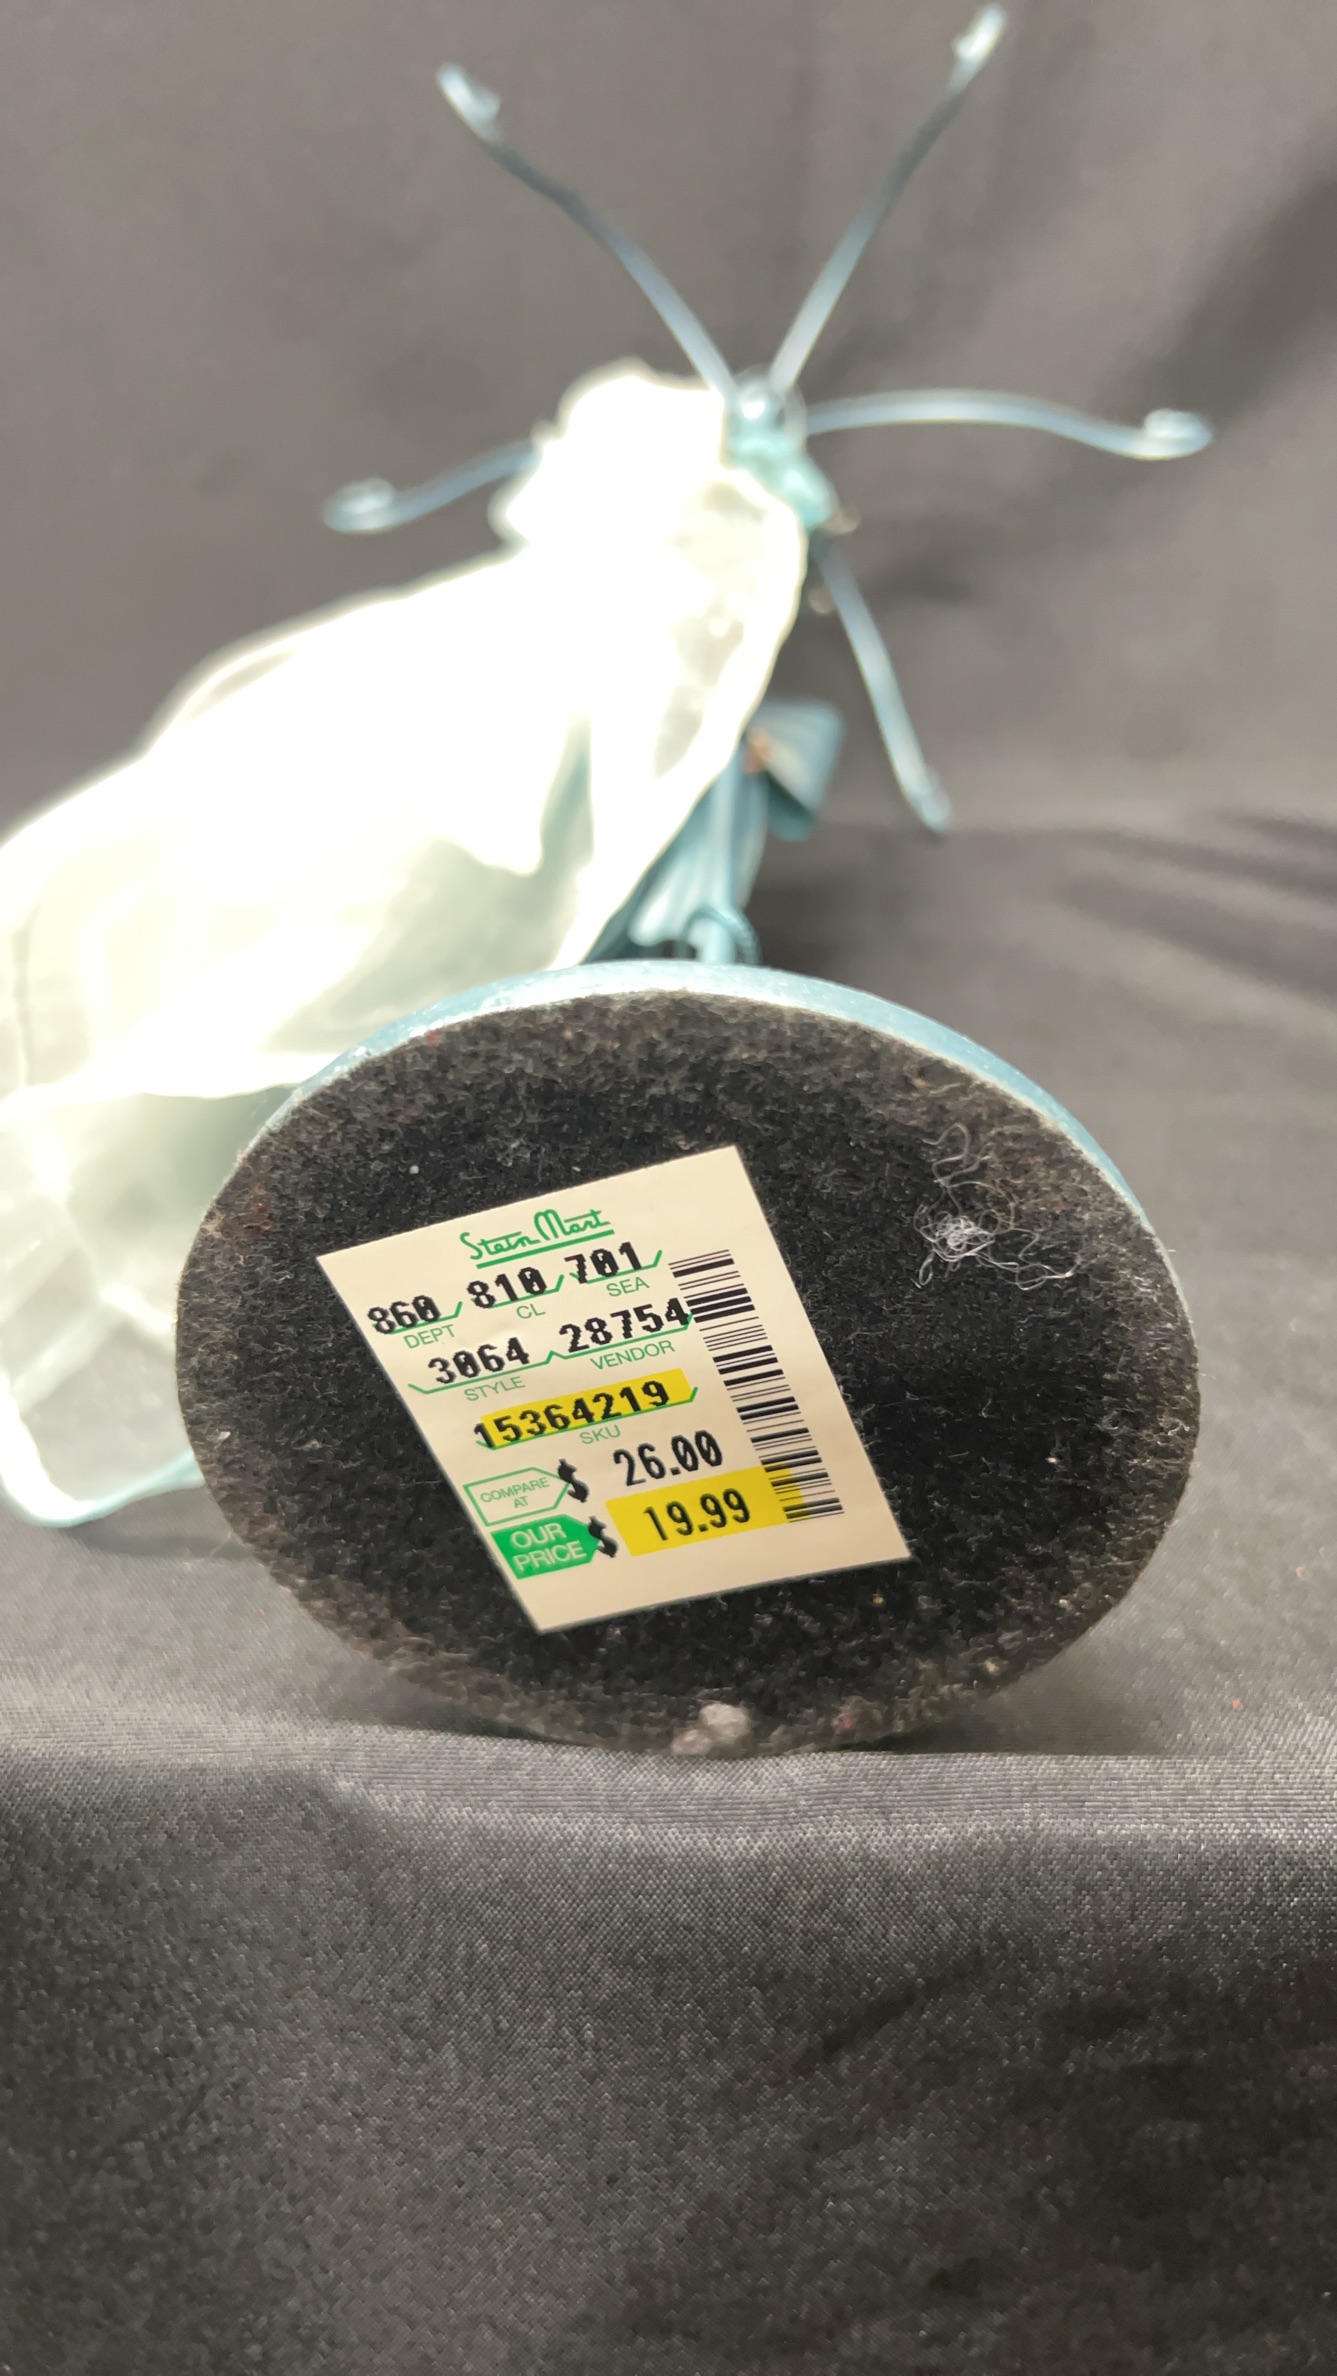 Stein Mart
860 810 701
DEPT CL SEA
3064 28754
STYLE VENDOR
15364219
SKU
COMPARE AT $ 26.00
OUR PRICE $ 19.99